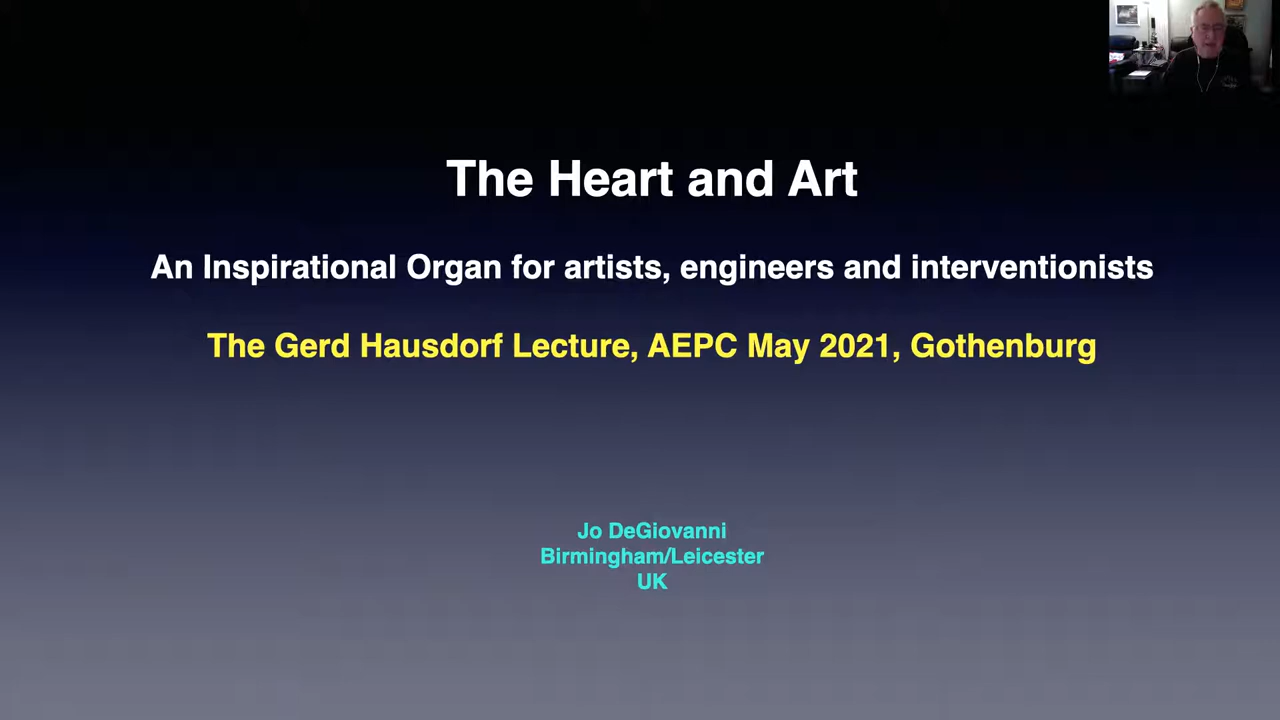 The Heart and Art
An Inspirational Organ for artists, engineers and interventionists
The Gerd Hausdorf Lecture, AEPC May 2021, Gothenburg
Jo DeGiovanni
Birmingham/Leicester
UK